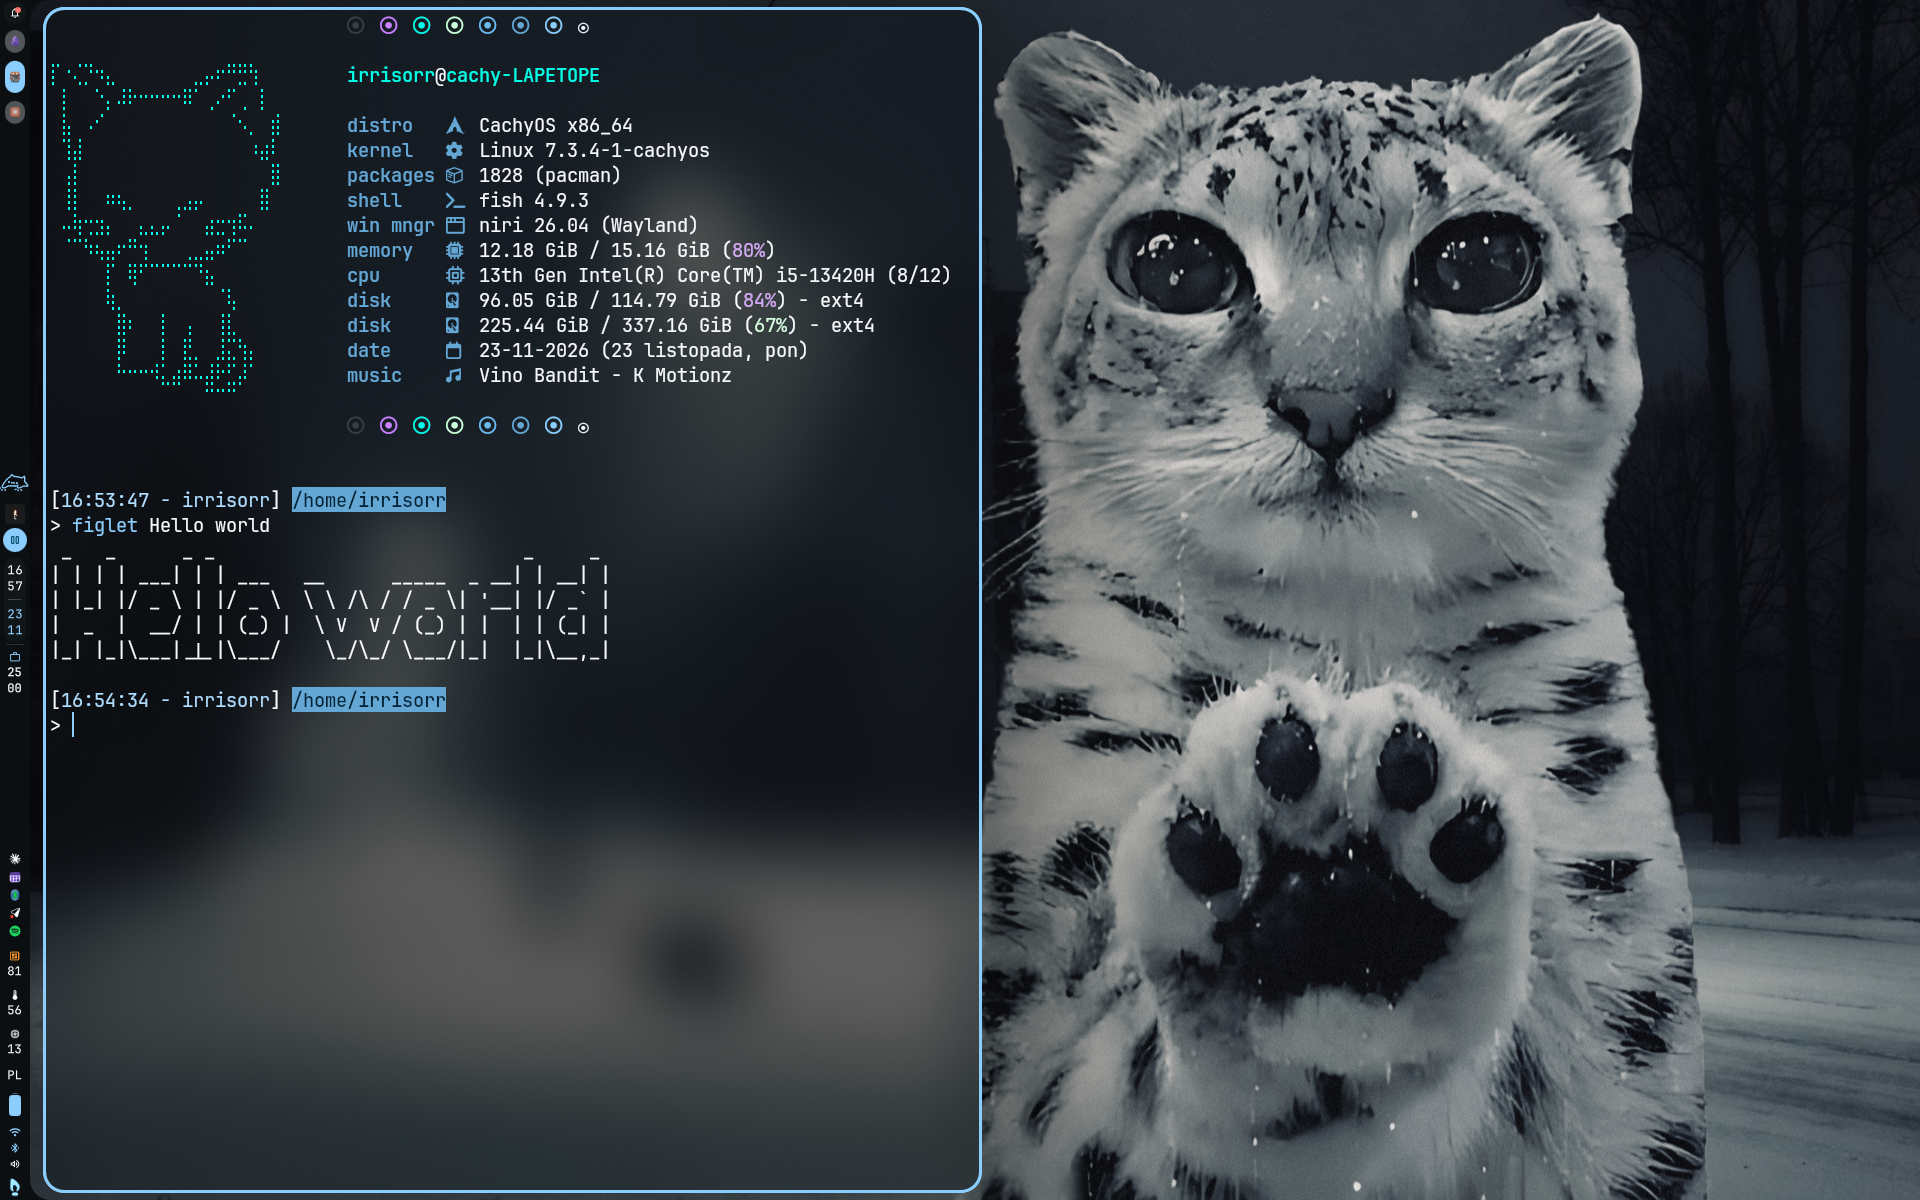 irrisorr@cachy-LAPETOPE
distro CachyOS x86_64
kernel Linux 7.3.4-1-cachyos
packages 1828 (pacman)
shell fish 4.9.3
win mngr niri 26.04 (Wayland)
memory 12.18 GiB / 15.16 GiB (80%)
cpu 13th Gen Intel(R) Core(TM) i5-13420H (8/12)
disk 96.05 GiB / 114.79 GiB (84%) - ext4
disk 225.44 GiB / 337.16 GiB (67%) - ext4
date 23-11-2026 (23 listopada, pon)
music Vino Bandit - K Motionz
[16:53:47 - irrisorr] /home/irrisorr
> figlet Hello world
Hello world
[16:54:34 - irrisorr] /home/irrisorr
>
16
57
23
11
25
00
81
56
13
PL